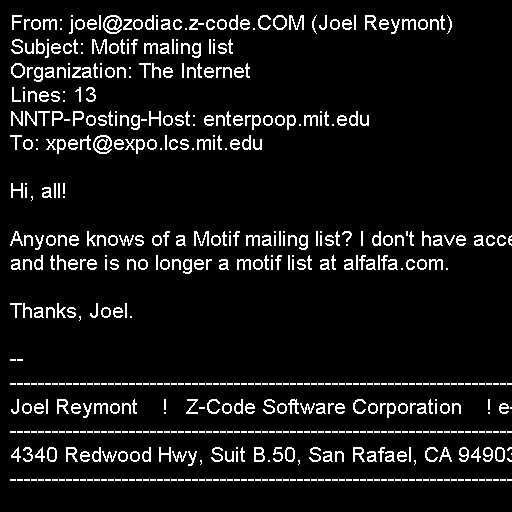 From: joel@zodiac.z-code.COM (Joel Reymont)
Subject: Motif maling list
Organization: The Internet
Lines: 13
NNTP-Posting-Host: enterpoop.mit.edu
To: xpert@expo.lcs.mit.edu

Hi, all!

Anyone knows of a Motif mailing list? I don't have
and there is no longer a motif list at alfalfa.com.

Thanks, Joel.

--
--------------------------------------------------------------------------------
Joel Reymont    !   Z-Code Software Corporation    ! e-
--------------------------------------------------------------------------------
4340 Redwood Hwy, Suit B.50, San Rafael, CA 94903
--------------------------------------------------------------------------------